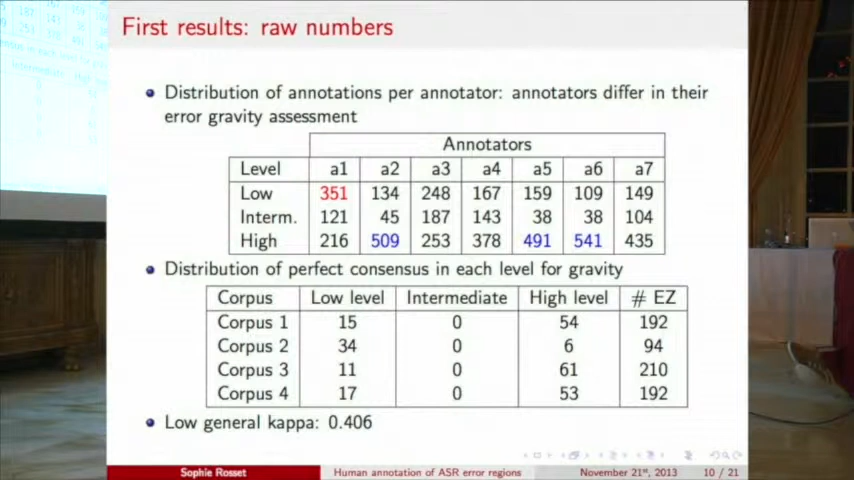 First results: raw numbers
Distribution of annotations per annotator: annotators differ in their
error gravity assessment
Annotators
Level a1 a2 a3 a4 a5 a6 a7
Low 351 134 248 167 159 109 149
Interm. 121 45 187 143 38 38 104
High 216 509 253 378 491 541 435
Distribution of perfect consensus in each level for gravity
Corpus Low level Intermediate High level # EZ
Corpus 1 15 0 54 192
Corpus 2 34 0 6 94
Corpus 3 11 0 61 210
Corpus 4 17 0 53 192
Low general kappa: 0.406
Sophie Rosset Human annotation of ASR error regions November 21st, 2013 10 / 21